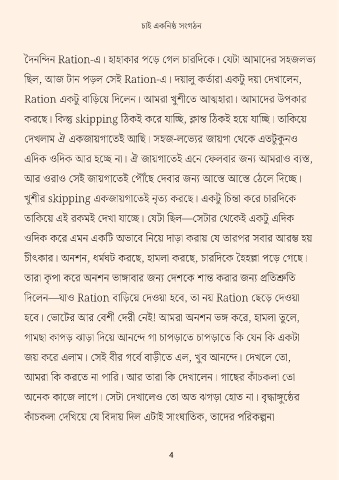 চাই একনিষ্ঠ সংগঠন
দৈনন্দিন Ration-এ। হাহাকার পড়ে গেল চারদিকে। যেটা আমাদের সহজলভ্য
ছিল, আজ টান পড়ল সেই Ration-এ। দয়ালু কর্তারা একটু দয়া দেখালেন,
Ration একটু বাড়িয়ে দিলেন। আমরা খুশীতে আত্মহারা। আমাদের উপকার
করছে। কিন্তু skipping ঠিকই করে যাচ্ছি, ক্লান্ত ঠিকই হয়ে যাচ্ছি। তাকিয়ে
দেখলাম ঐ একজায়গাতেই আছি। সহজ-লভ্যের জায়গা থেকে এতটুকুনও
এদিক ওদিক আর হচ্ছে না। ঐ জায়গাতেই এনে ফেলবার জন্য আমরাও ব্যস্ত,
আর ওরাও সেই জায়গাতেই পৌঁছে দেবার জন্য আস্তে আস্তে ঠেলে দিচ্ছে।
খুশীর skipping একজায়গাতেই নৃত্য করছে। একটু চিন্তা করে চারদিকে
তাকিয়ে এই রকমই দেখা যাচ্ছে। যেটা ছিল—সেটার থেকেই একটু এদিক
ওদিক করে এমন একটি অভাবে নিয়ে দাড়া করায় যে তারপর সবার আরম্ভ হয়
চীৎকার। অনশন, ধর্মঘট করছে, হামলা করছে, চারদিকে হৈহল্লা পড়ে গেছে।
তারা কৃপা করে অনশন ভাঙ্গাবার জন্য দেশকে শান্ত করার জন্য প্রতিশ্রুতি
দিলেন—যাও Ration বাড়িয়ে দেওয়া হবে, তা নয় Ration ছেড়ে দেওয়া
হবে। ভোটের আর বেশী দেরী নেই! আমরা অনশন ভঙ্গ করে, হামলা তুলে,
গামছা কাপড় ঝাড়া দিয়ে আনন্দে গা চাপড়াতে চাপড়াতে কি যেন কি একটা
জয় করে এলাম। সেই বীর গর্বে বাড়ীতে এল, খুব আনন্দে। দেখলে তো,
আমরা কি করতে না পারি। আর তারা কি দেখালেন। গাছের কাঁচকলা তো
অনেক কাজে লাগে। সেটা দেখালেও তো অত ঝগড়া হোত না। বৃদ্ধাঙ্গুষ্ঠের
কাঁচকলা দেখিয়ে যে বিদায় দিল এটাই সাংঘাতিক, তাদের পরিকল্পনা
4